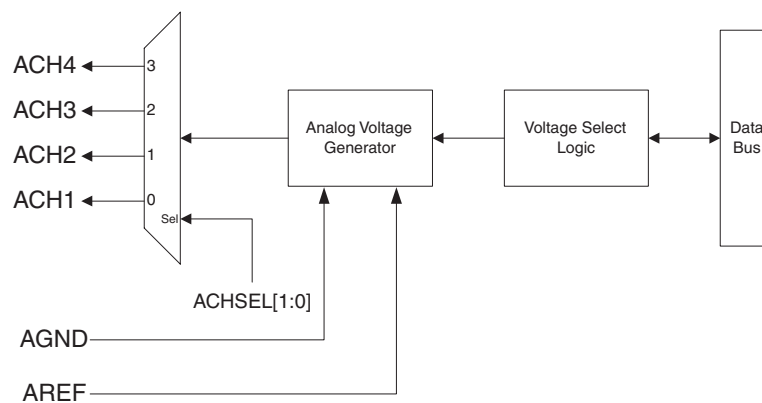 ACH4
3
ACH3
2
ACH2
1
ACH1
0
Sel
Analog Voltage
Generator
Voltage Select
Logic
Data
Bus
ACHSEL[1:0]
AGND
AREF